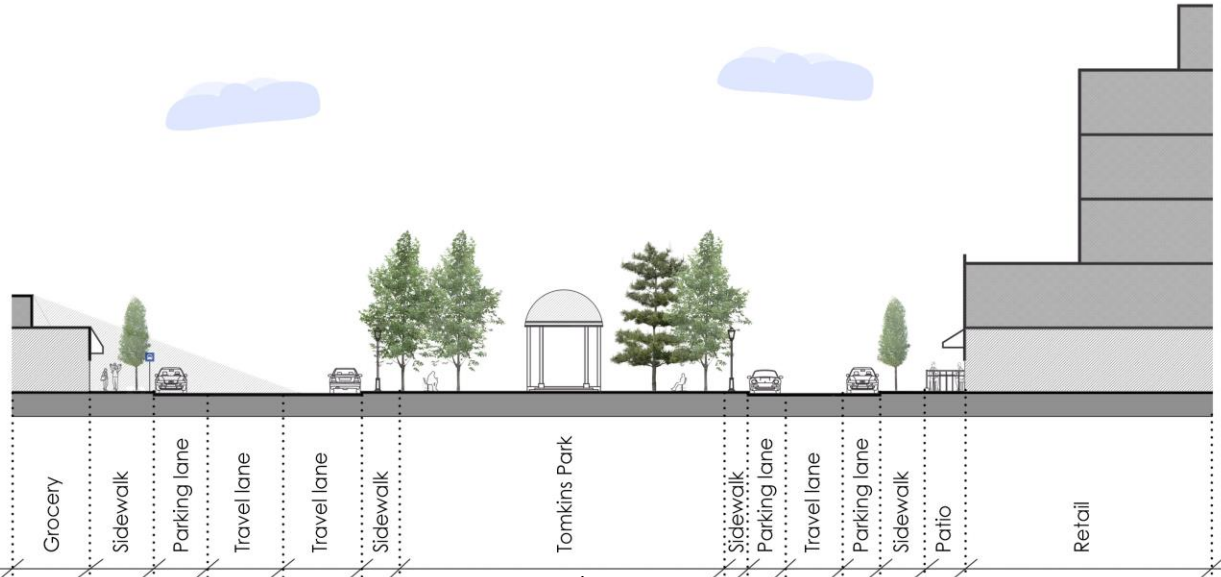 Grocery
Sidewalk
Parking lane
Travel lane
Travel lane
Sidewalk
Tomkins Park
Sidewalk
Parking lane
Travel lane
Parking lane
Sidewalk
Patio
Retail